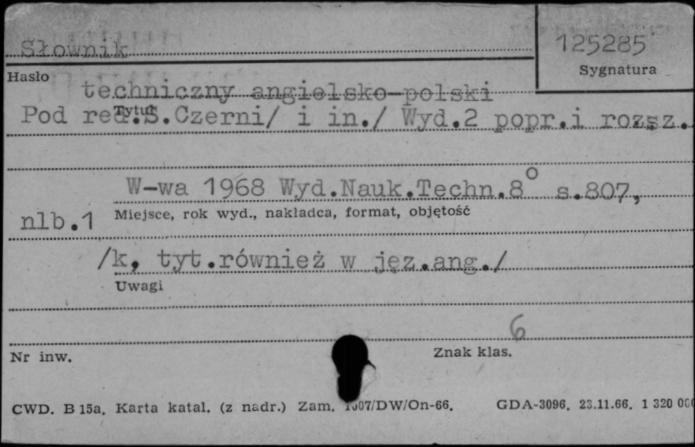 Słownik
125285
Hasło
Sygnatura
techniczny angielsko-polski
Tytuł
Pod red.S.Czerni/ i in./ Wyd.2 popr.i rozsz.
W-wa 1968 Wyd.Nauk.Techn.8° s.807,
nlb.1 Miejsce, rok wyd., nakładca, format, objętość
/k, tyt.również w jęz.ang./
Uwagi
6
Nr inw.
Znak klas.
CWD. B 15a. Karta katal. (z nadr.) Zam. 1007/DW/On-66. GDA-3096. 23.11.66. 1 320 000